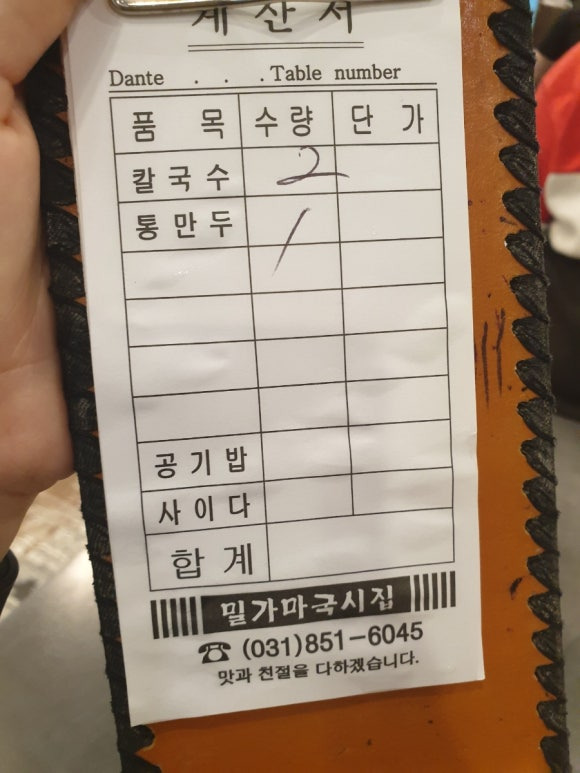 계산서
Dante . . . Table number
품 목 수량 단 가
칼국수 2
통만두 /
공기밥
사이다
합 계
밀가마국시집
☎ (031)851-6045
맛과 친절을 다하겠습니다.